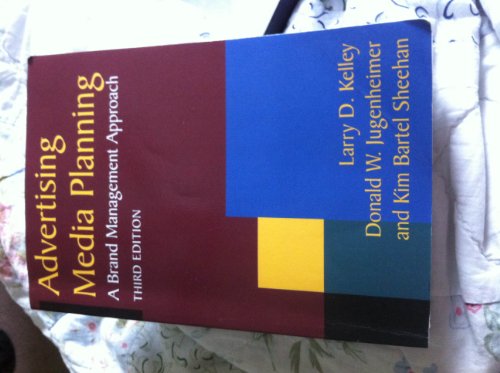 Advertising
Media Planning
A Brand Management Approach
THIRD EDITION
Larry D. Kelley
Donald W. Jugenheimer
and Kim Bartel Sheehan